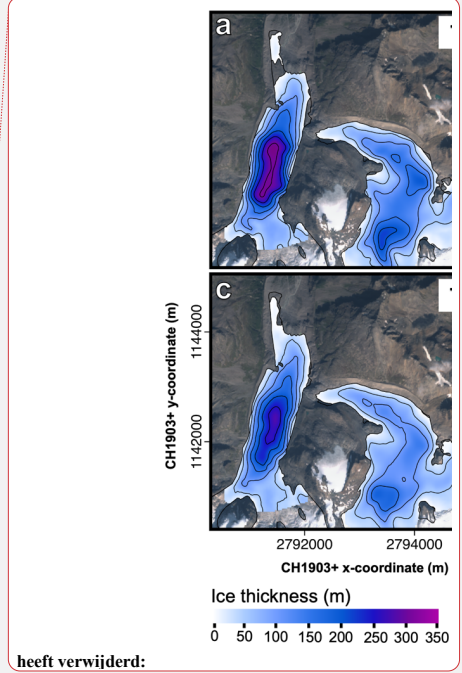 a
c
1144000
1142000
CH1903+ y-coordinate (m)
2792000 2794000
CH1903+ x-coordinate (m)
Ice thickness (m)
0 50 100 150 200 250 300 350
heeft verwijderd: